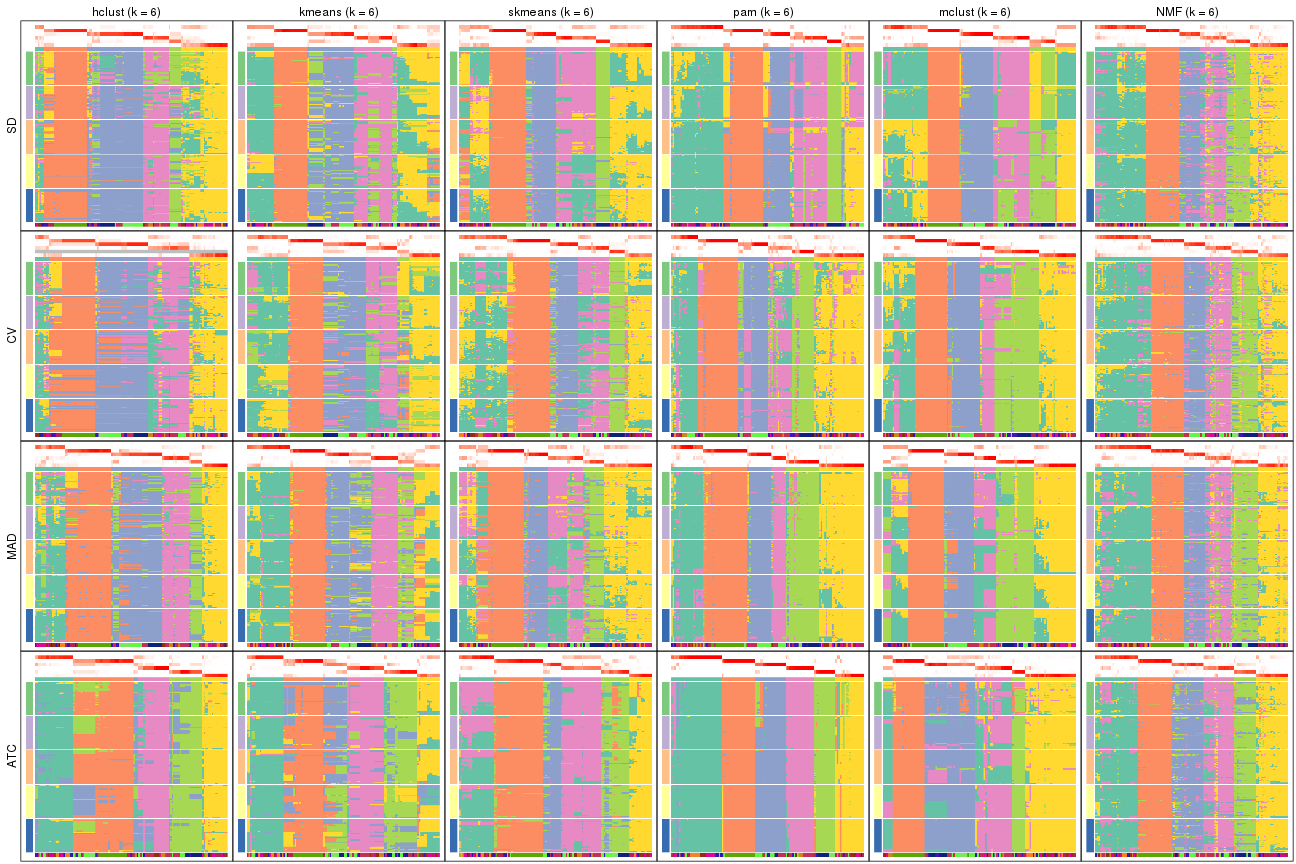 hclust (k = 6) kmeans (k = 6) skmeans (k = 6) pam (k = 6) mclust (k = 6) NMF (k = 6)
SD
CV
MAD
ATC